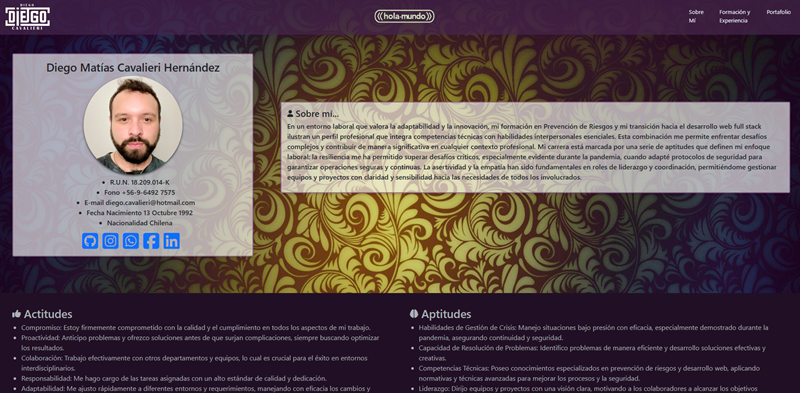 DIEGO
DJEGO
CAVALIERI
((hola-mundo))
Sobre
Mí
Formación y
Experiencia
Portafolio
Diego Matías Cavalieri Hernández
R.U.N. 18.209.014-K
Fono +56-9-6492 7575
E-mail diego.cavalieri@hotmail.com
Fecha Nacimiento 13 Octubre 1992
Nacionalidad Chilena
Sobre mí...
En un entorno laboral que valora la adaptabilidad y la innovación, mi formación en Prevención de Riesgos y mi transición hacia el desarrollo web full stack
ilustran un perfil profesional que integra competencias técnicas con habilidades interpersonales esenciales. Esta combinación me permite enfrentar desafíos
complejos y contribuir de manera significativa en cualquier contexto profesional. Mi carrera está marcada por una serie de aptitudes que definen mi enfoque
laboral: la resiliencia me ha permitido superar desafíos críticos, especialmente evidente durante la pandemia, cuando adapté protocolos de seguridad para
garantizar operaciones seguras y continuas. La asertividad y la empatía han sido fundamentales en roles de liderazgo y coordinación, permitiéndome gestionar
equipos y proyectos con claridad y sensibilidad hacia las necesidades de todos los involucrados.
Actitudes
Compromiso: Estoy firmemente comprometido con la calidad y el cumplimiento en todos los aspectos de mi trabajo.
Proactividad: Anticipo problemas y ofrezco soluciones antes de que surjan complicaciones, siempre buscando optimizar
los resultados.
Colaboración: Trabajo efectivamente con otros departamentos y equipos, lo cual es crucial para el éxito en entornos
interdisciplinarios.
Responsabilidad: Me hago cargo de las tareas asignadas con un alto estándar de calidad y dedicación.
Adaptabilidad: Me ajusto rápidamente a diferentes entornos y requerimientos, manejando con eficacia los cambios y
Aptitudes
Habilidades de Gestión de Crisis: Manejo situaciones bajo presión con eficacia, especialmente demostrado durante la
pandemia, asegurando continuidad y seguridad.
Capacidad de Resolución de Problemas: Identifico problemas de manera eficiente y desarrollo soluciones efectivas y
creativas.
Competencias Técnicas: Poseo conocimientos especializados en prevención de riesgos y desarrollo web, aplicando
normativas y técnicas avanzadas para mejorar los procesos y la seguridad.
Liderazgo: Dirijo equipos y proyectos con una visión clara, motivando a los colaboradores a alcanzar los objetivos